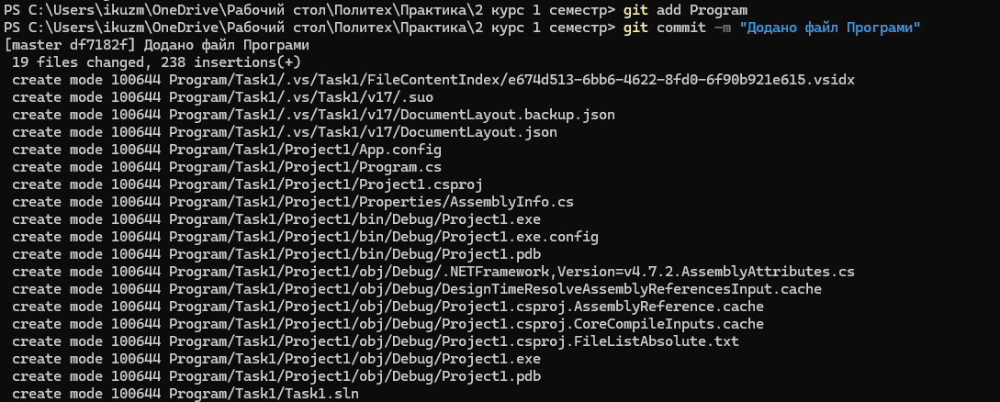 PS C:\Users\ikuzm\OneDrive\Рабочий стол\Политех\Практика\2 курс 1 семестр> git add Program
PS C:\Users\ikuzm\OneDrive\Рабочий стол\Политех\Практика\2 курс 1 семестр> git commit -m "Додано файл Програми"
[master df7182f] Додано файл Програми
 19 files changed, 238 insertions(+)
 create mode 100644 Program/Task1/.vs/Task1/FileContentIndex/e674d513-6bb6-4622-8fd0-6f90b921e615.vsidx
 create mode 100644 Program/Task1/.vs/Task1/v17/.suo
 create mode 100644 Program/Task1/.vs/Task1/v17/DocumentLayout.backup.json
 create mode 100644 Program/Task1/.vs/Task1/v17/DocumentLayout.json
 create mode 100644 Program/Task1/Project1/App.config
 create mode 100644 Program/Task1/Project1/Program.cs
 create mode 100644 Program/Task1/Project1/Project1.csproj
 create mode 100644 Program/Task1/Project1/Properties/AssemblyInfo.cs
 create mode 100644 Program/Task1/Project1/bin/Debug/Project1.exe
 create mode 100644 Program/Task1/Project1/bin/Debug/Project1.exe.config
 create mode 100644 Program/Task1/Project1/bin/Debug/Project1.pdb
 create mode 100644 Program/Task1/Project1/obj/Debug/.NETFramework,Version=v4.7.2.AssemblyAttributes.cs
 create mode 100644 Program/Task1/Project1/obj/Debug/DesignTimeResolveAssemblyReferencesInput.cache
 create mode 100644 Program/Task1/Project1/obj/Debug/Project1.csproj.AssemblyReference.cache
 create mode 100644 Program/Task1/Project1/obj/Debug/Project1.csproj.CoreCompileInputs.cache
 create mode 100644 Program/Task1/Project1/obj/Debug/Project1.csproj.FileListAbsolute.txt
 create mode 100644 Program/Task1/Project1/obj/Debug/Project1.exe
 create mode 100644 Program/Task1/Project1/obj/Debug/Project1.pdb
 create mode 100644 Program/Task1/Task1.sln